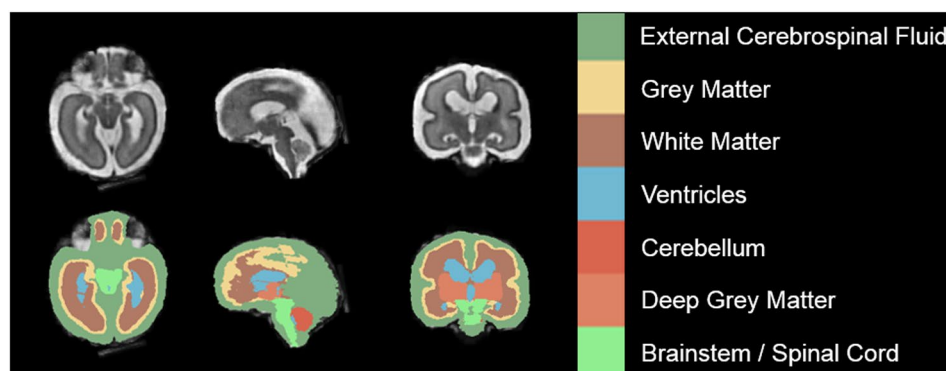 External Cerebrospinal Fluid
Grey Matter
White Matter
Ventricles
Cerebellum
Deep Grey Matter
Brainstem / Spinal Cord